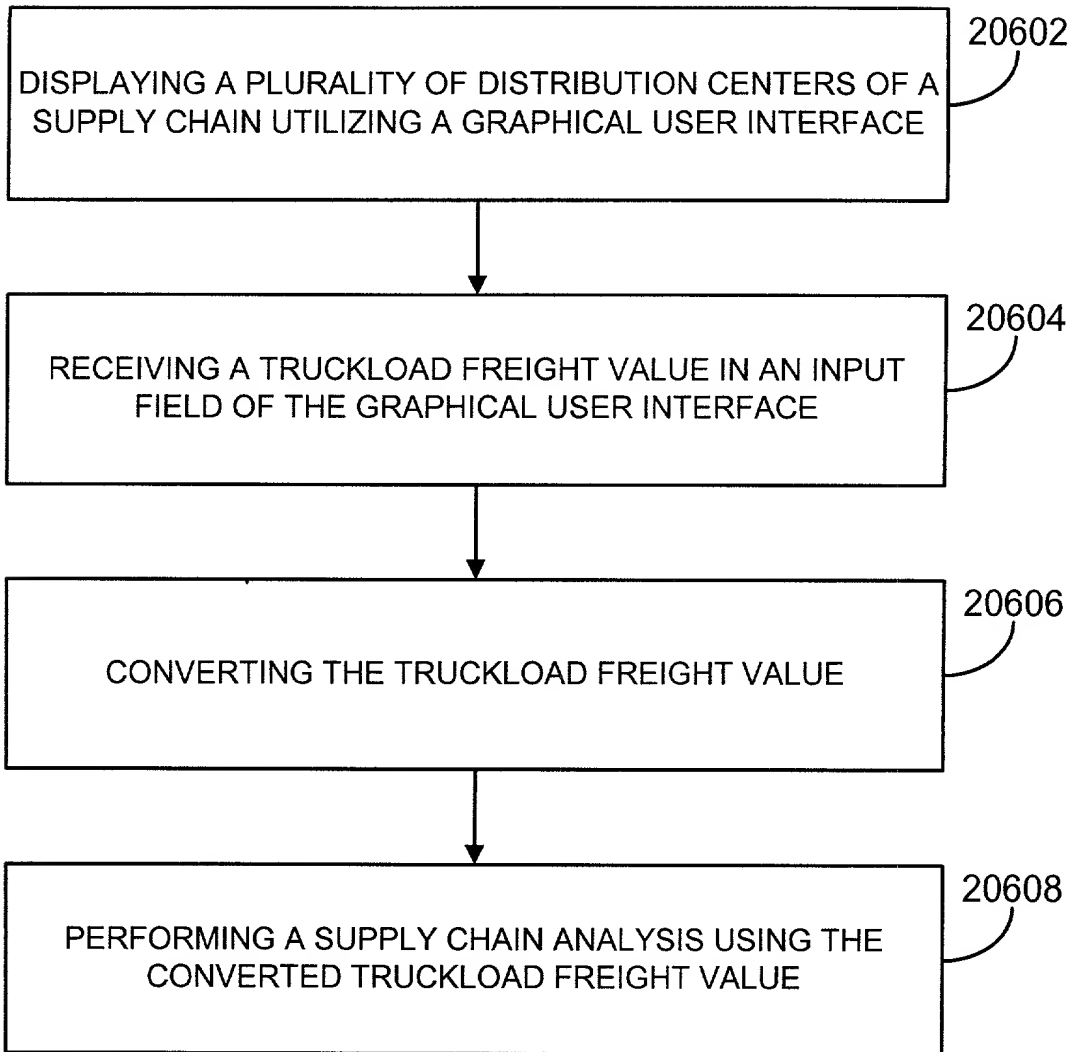 20602
DISPLAYING A PLURALITY OF DISTRIBUTION CENTERS OF A
SUPPLY CHAIN UTILIZING A GRAPHICAL USER INTERFACE
20604
RECEIVING A TRUCKLOAD FREIGHT VALUE IN AN INPUT
FIELD OF THE GRAPHICAL USER INTERFACE
20606
CONVERTING THE TRUCKLOAD FREIGHT VALUE
20608
PERFORMING A SUPPLY CHAIN ANALYSIS USING THE
CONVERTED TRUCKLOAD FREIGHT VALUE